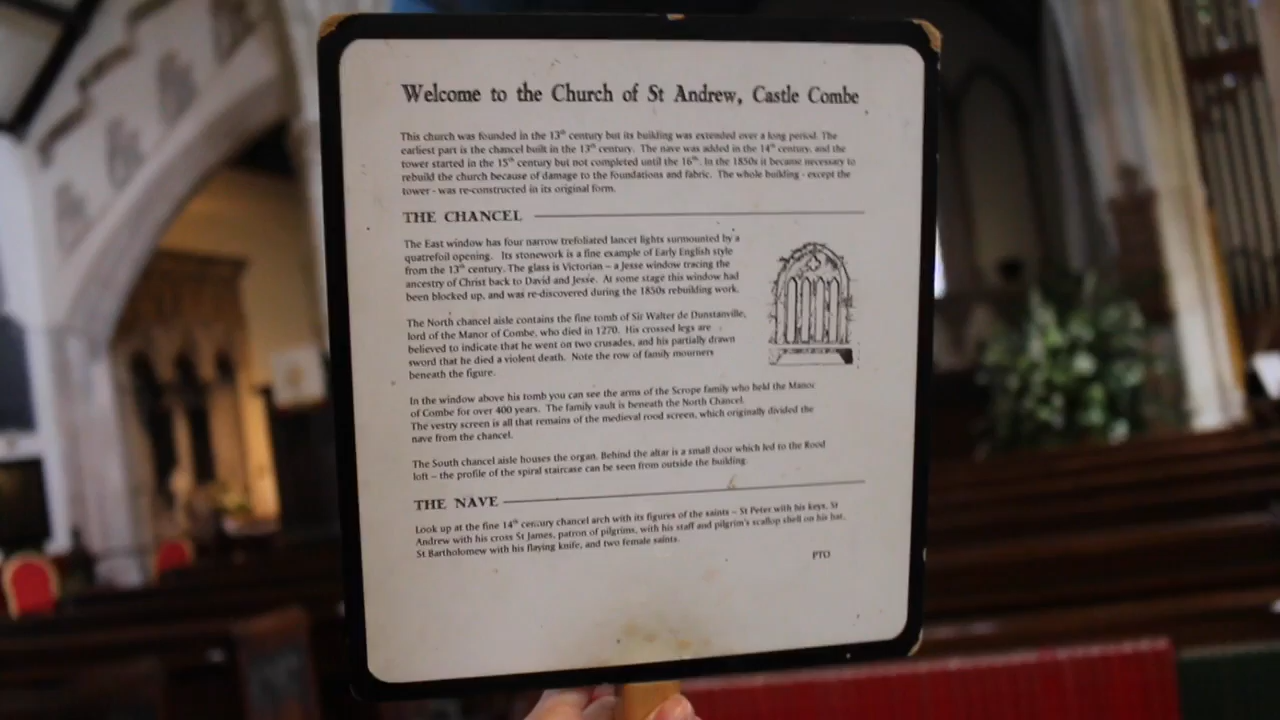 Welcome to the Church of St Andrew, Castle Combe
This church was founded in the 13th century but its building was extended over a long period. The
earliest part is the chancel built in the 13th century. The nave was added in the 14th century, and the
tower started in the 15th century but not completed until the 16th. In the 1850s it became necessary to
rebuild the church because of damage to the foundations and fabric. The whole building - except the
tower - was re-constructed in its original form.
THE CHANCEL
The East window has four narrow trefoliated lancet lights surmounted by a
quatrefoil opening. Its stonework is a fine example of Early English style
from the 13th century. The glass is Victorian – a Jesse window tracing the
ancestry of Christ back to David and Jesse. At some stage this window had
been blocked up, and was re-discovered during the 1850s rebuilding work.
The North chancel aisle contains the fine tomb of Sir Walter de Dunstanville,
lord of the Manor of Combe, who died in 1270. His crossed legs are
believed to indicate that he went on two crusades, and his partially drawn
sword that he died a violent death. Note the row of family mourners
beneath the figure.
In the window above his tomb you can see the arms of the Scrope family who held the Manor
of Combe for over 400 years. The family vault is beneath the North Chancel.
The vestry screen is all that remains of the medieval rood screen, which originally divided the
nave from the chancel.
The South chancel aisle houses the organ. Behind the altar is a small door which led to the Rood
loft – the profile of the spiral staircase can be seen from outside the building.
THE NAVE
Look up at the fine 14th century chancel arch with its figures of the saints – St Peter with his keys, St
Andrew with his cross St James, patron of pilgrims, with his staff and pilgrim's scallop shell on his hat,
St Bartholomew with his flaying knife, and two female saints.
PTO